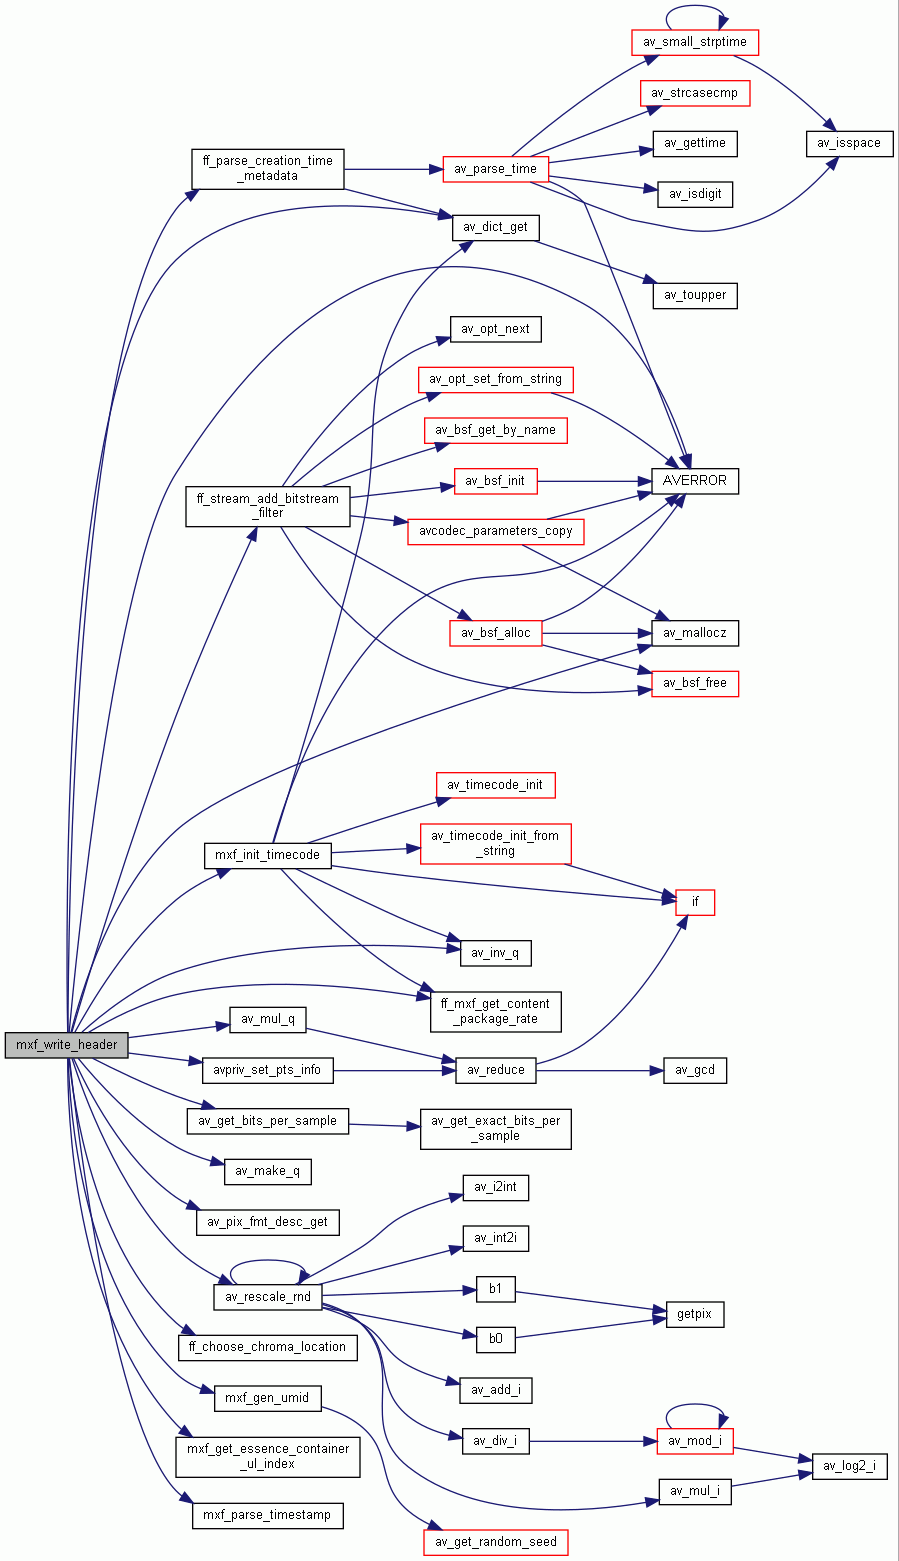 av_small_strptime
av_strcasecmp
av_gettime
av_isspace
ff_parse_creation_time
_metadata
av_parse_time
av_isdigit
av_dict_get
av_toupper
av_opt_next
av_opt_set_from_string
av_bsf_get_by_name
av_bsf_init
AVERROR
ff_stream_add_bitstream
_filter
avcodec_parameters_copy
av_bsf_alloc
av_mallocz
av_bsf_free
av_timecode_init
av_timecode_init_from
_string
mxf_init_timecode
if
av_inv_q
ff_mxf_get_content
_package_rate
av_mul_q
mxf_write_header
avpriv_set_pts_info
av_reduce
av_gcd
av_get_bits_per_sample
av_get_exact_bits_per
_sample
av_make_q
av_i2int
av_pix_fmt_desc_get
av_int2i
av_rescale_rnd
b1
getpix
b0
ff_choose_chroma_location
av_add_i
mxf_gen_umid
av_div_i
av_mod_i
mxf_get_essence_container
_ul_index
av_log2_i
av_mul_i
mxf_parse_timestamp
av_get_random_seed